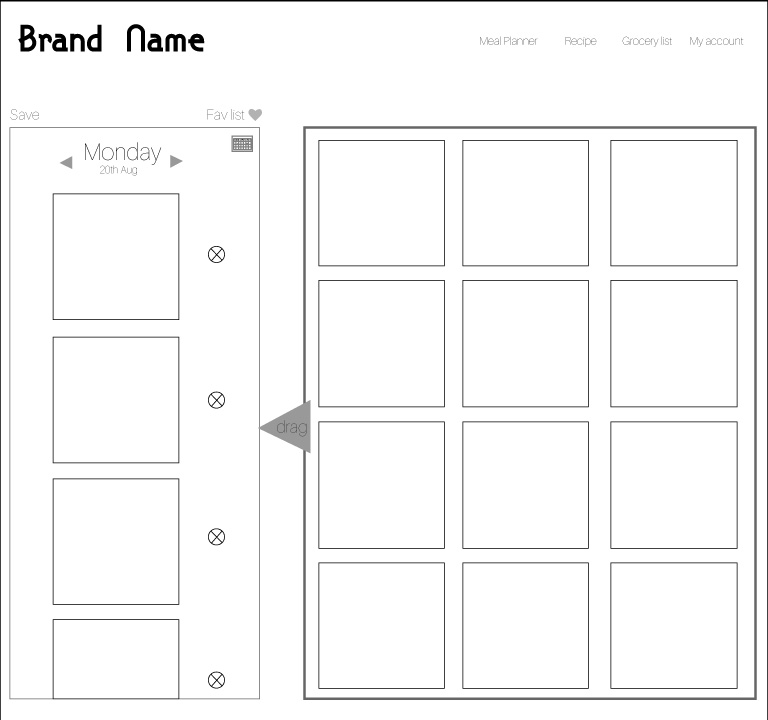 Brand Name
Meal Planner Recipe Grocery list My account
Save Fav list
Monday
20th Aug
drag